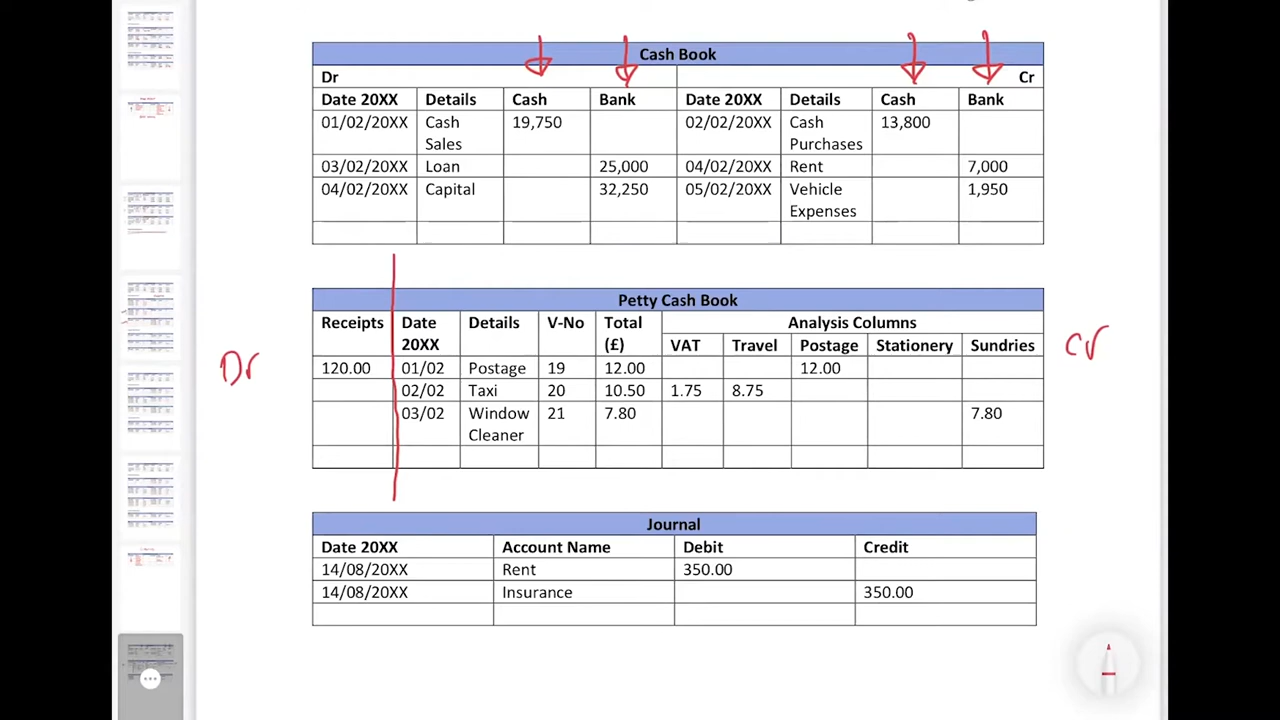 Cash Book
Dr Cr
Date 20XX Details Cash Bank Date 20XX Details Cash Bank
01/02/20XX Cash 19,750 02/02/20XX Cash 13,800
Sales Purchases
03/02/20XX Loan 25,000 04/02/20XX Rent 7,000
04/02/20XX Capital 32,250 05/02/20XX Vehicle 1,950
Expenses
Petty Cash Book
Receipts Date Details V-No Total Analysis Columns
20XX (£) VAT Travel Postage Stationery Sundries
Dr Cr
120.00 01/02 Postage 19 12.00 12.00
02/02 Taxi 20 10.50 1.75 8.75
03/02 Window 21 7.80 7.80
Cleaner
Journal
Date 20XX Account Name Debit Credit
14/08/20XX Rent 350.00
14/08/20XX Insurance 350.00